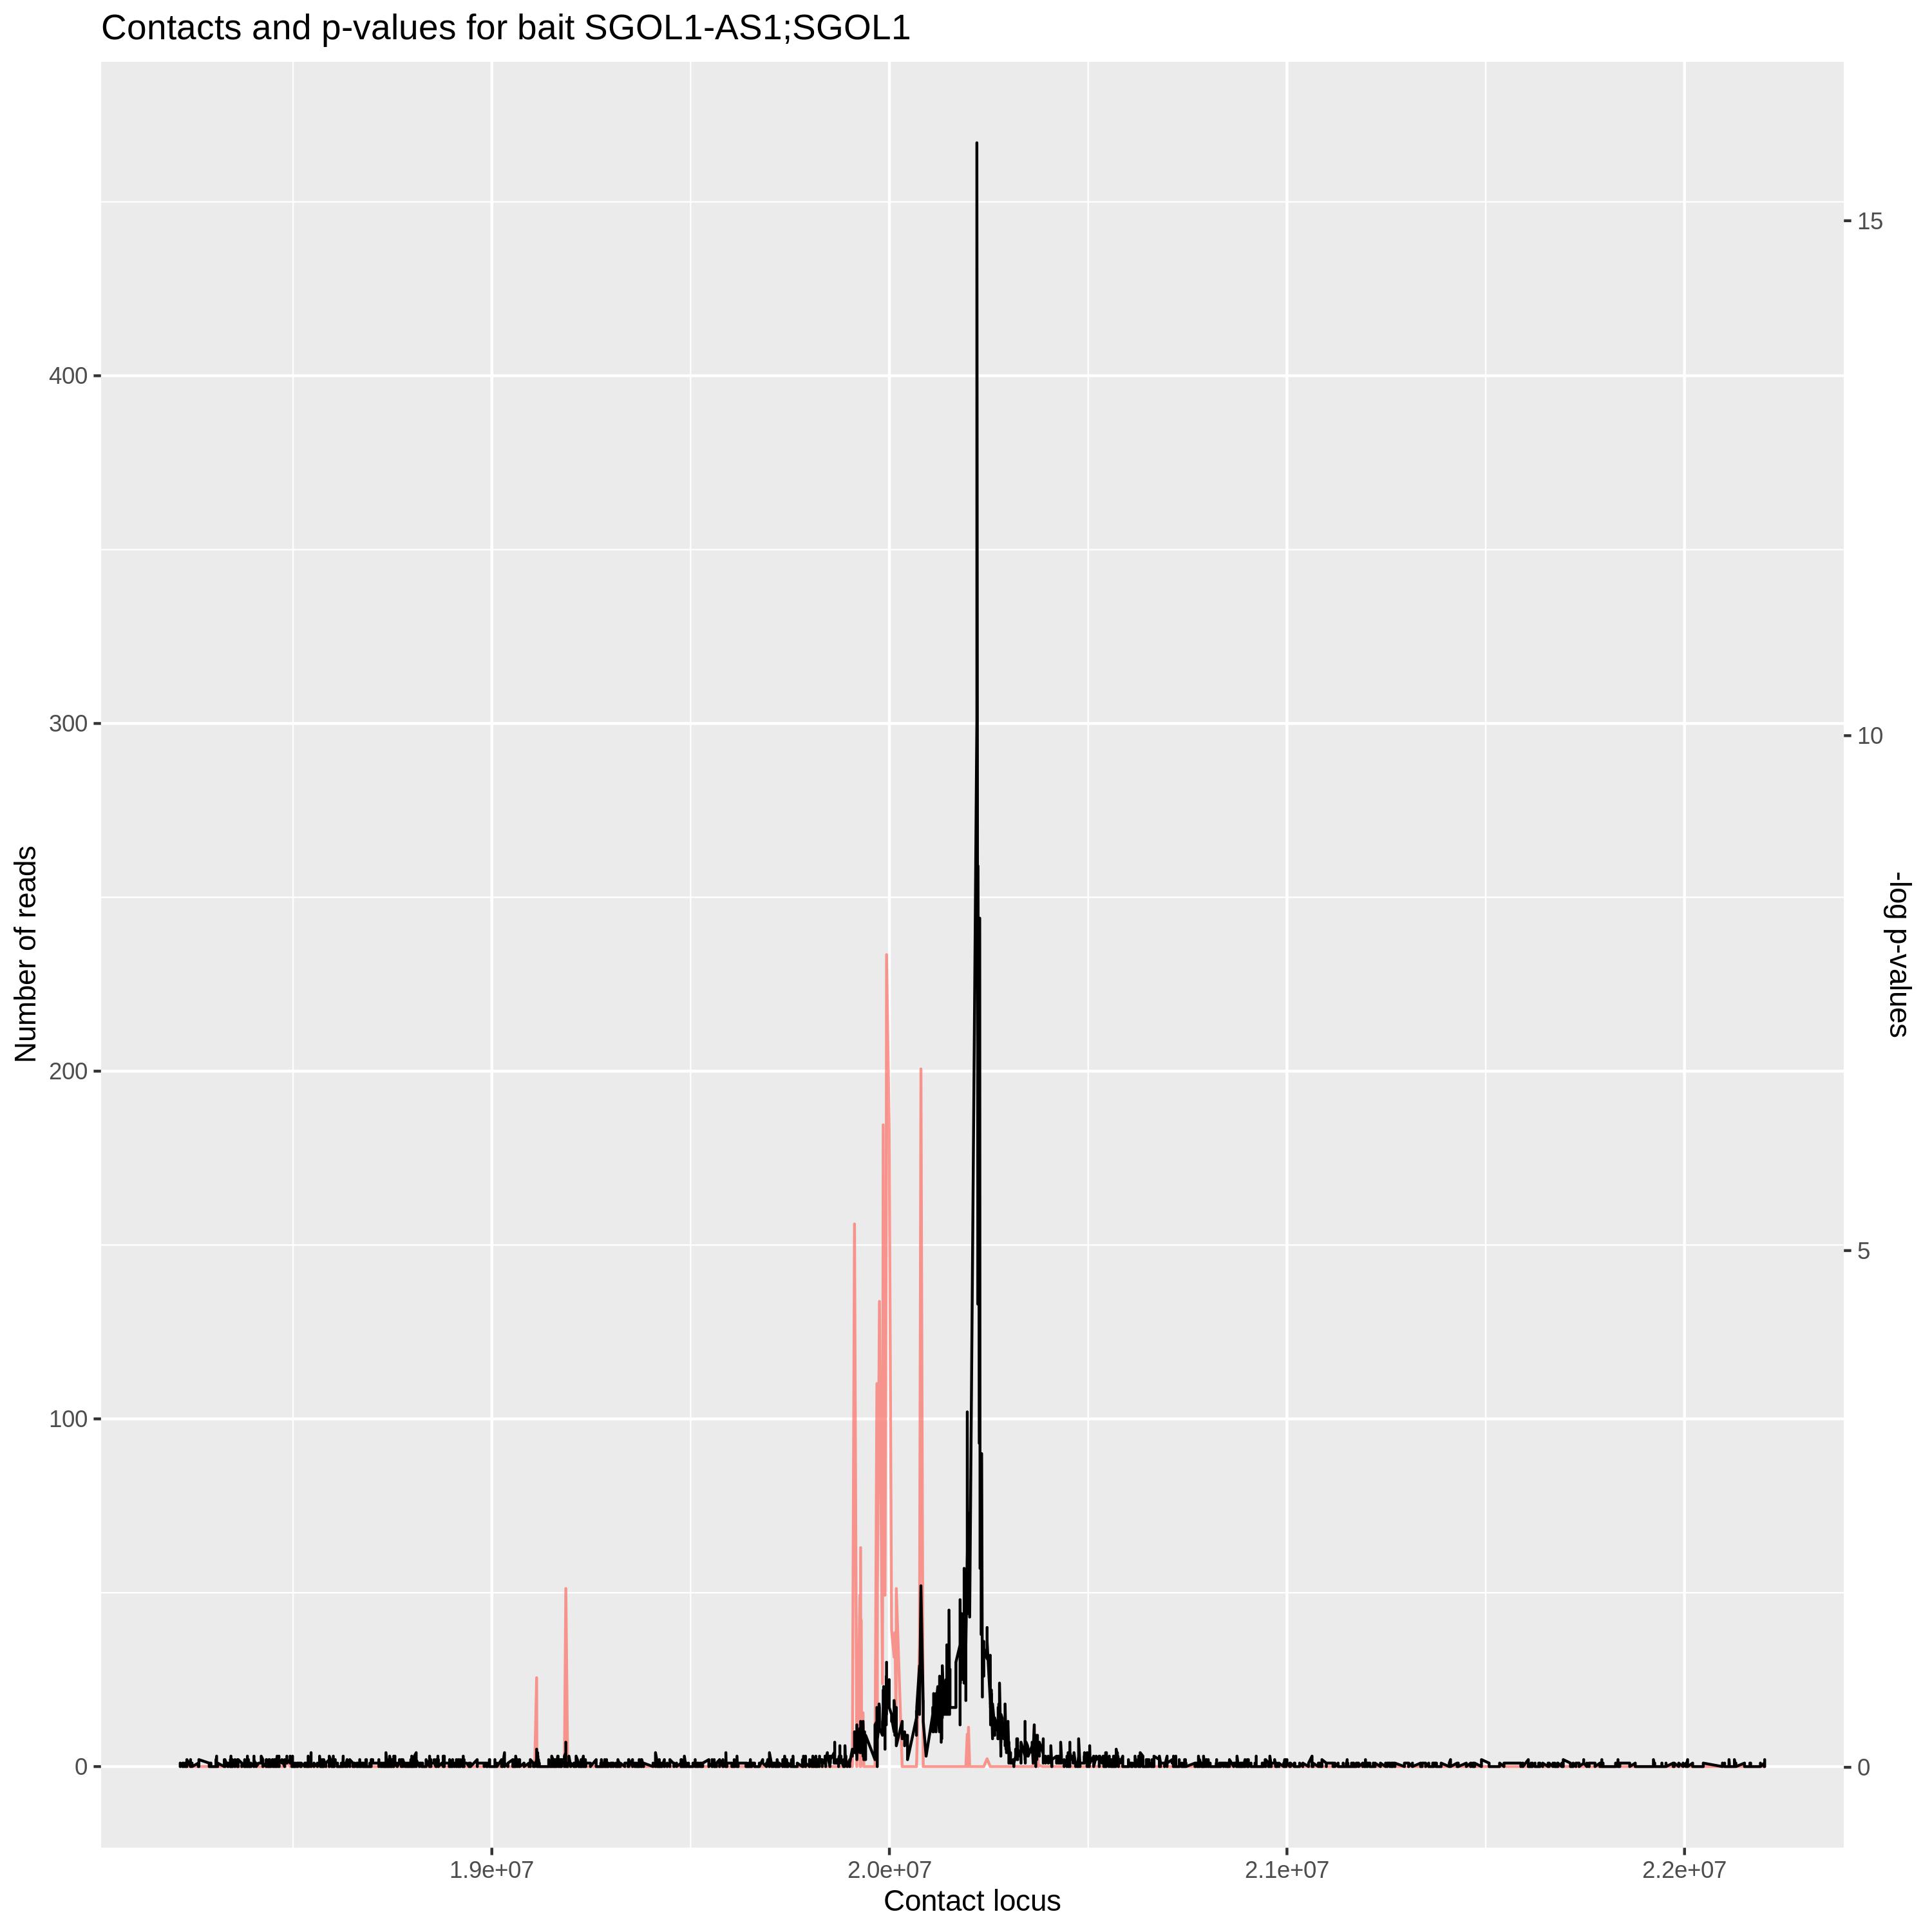 Contacts and p-values for bait SGOL1-AS1;SGOL1
Number of reads
400
300
200
100
0
15
10
5
0
-log p-values
1.9e+07
2.0e+07
2.1e+07
2.2e+07
Contact locus